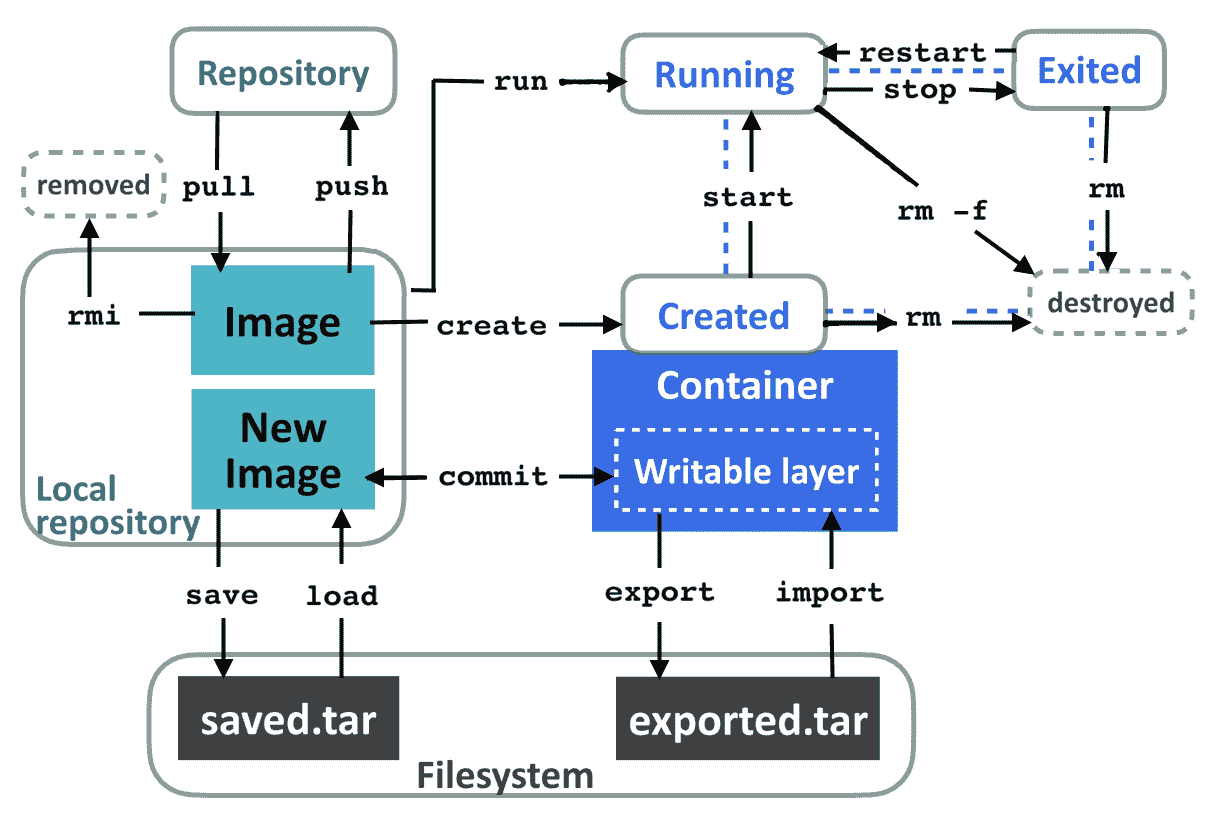 Repository
run
Running
restart
stop
Exited
removed
pull
push
start
rm -f
rm
rmi
Image
create
Created
rm
destroyed
Container
New
Image
commit
Writable layer
Local
repository
save
load
export
import
saved.tar
exported.tar
Filesystem